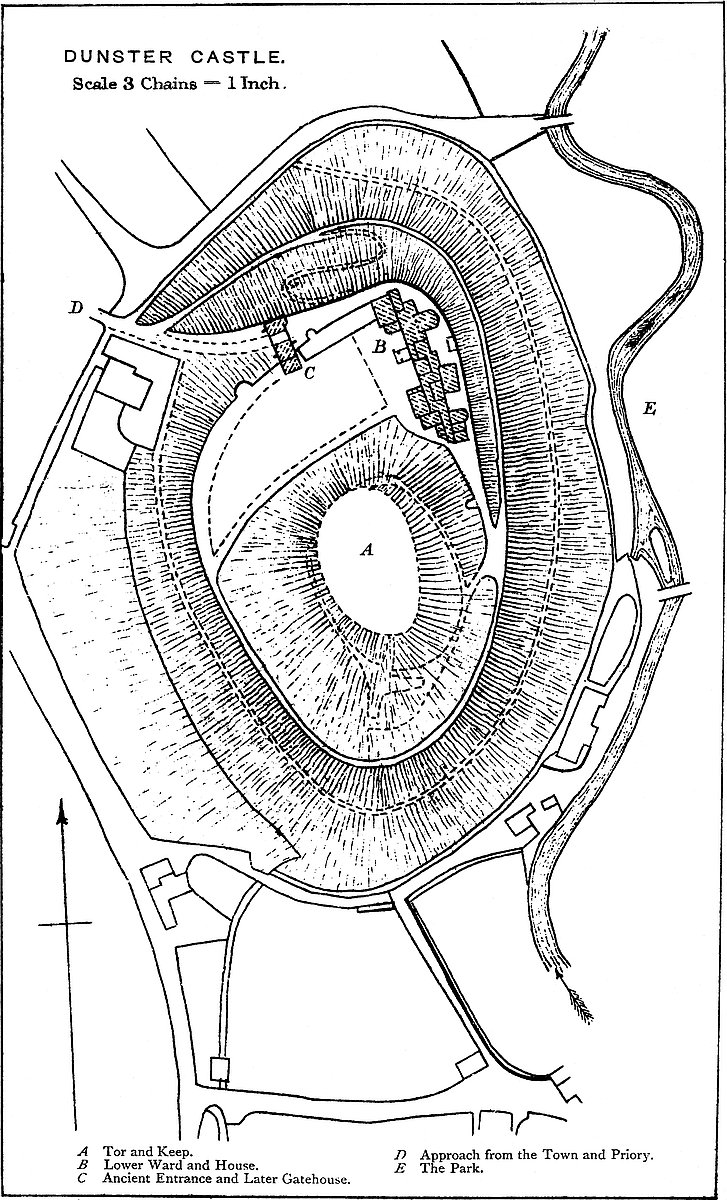 DUNSTER CASTLE.
Scale 3 Chains = 1 Inch.
D
B
C
E
A
A Tor and Keep.
B Lower Ward and House.
C Ancient Entrance and Later Gatehouse.
D Approach from the Town and Priory.
E The Park.